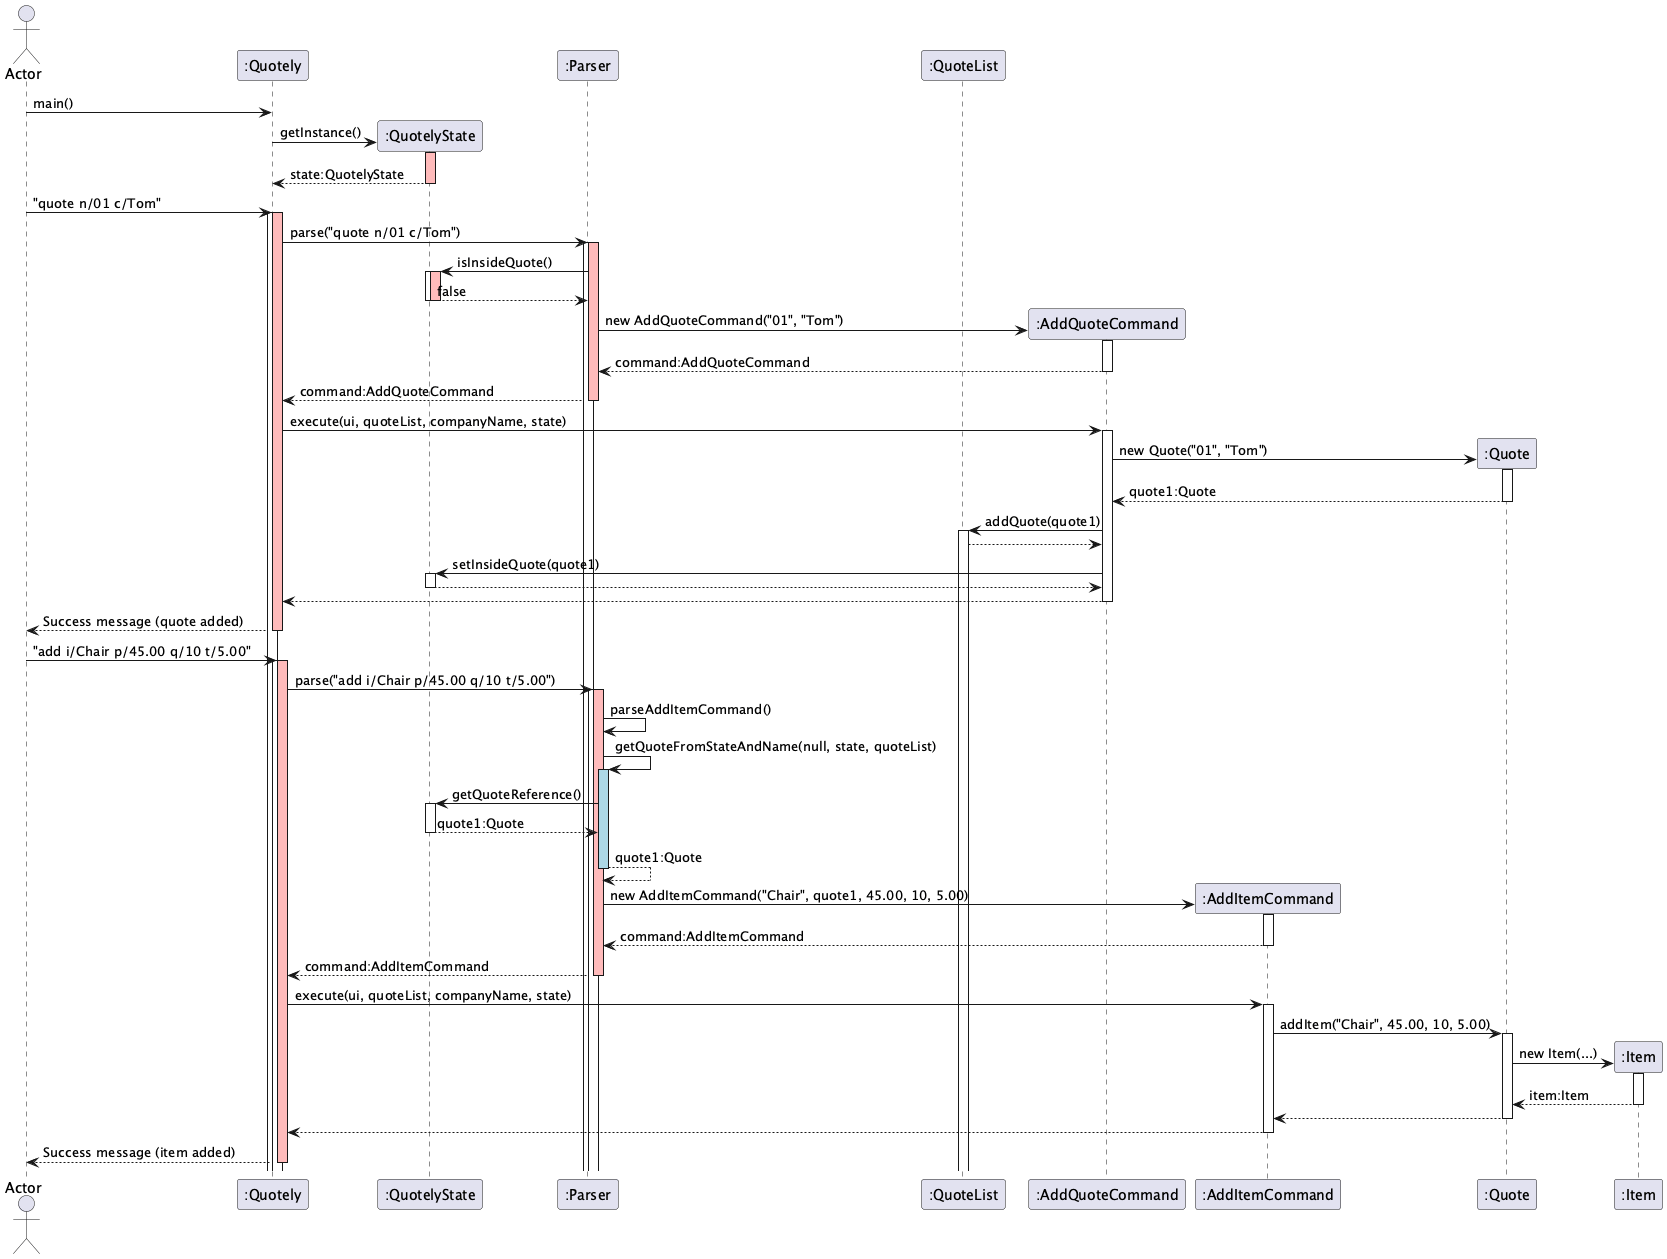 Actor
:Quotely
:Parser
:QuoteList
main()
getInstance()
:QuotelyState
state:QuotelyState
"quote n/01 c/Tom"
parse("quote n/01 c/Tom")
isInsideQuote()
false
new AddQuoteCommand("01", "Tom")
:AddQuoteCommand
command:AddQuoteCommand
command:AddQuoteCommand
execute(ui, quoteList, companyName, state)
new Quote("01", "Tom")
:Quote
quote1:Quote
addQuote(quote1)
setInsideQuote(quote1)
Success message (quote added)
"add i/Chair p/45.00 q/10 t/5.00"
parse("add i/Chair p/45.00 q/10 t/5.00")
parseAddItemCommand()
getQuoteFromStateAndName(null, state, quoteList)
getQuoteReference()
quote1:Quote
quote1:Quote
new AddItemCommand("Chair", quote1, 45.00, 10, 5.00)
:AddItemCommand
command:AddItemCommand
command:AddItemCommand
execute(ui, quoteList, companyName, state)
addItem("Chair", 45.00, 10, 5.00)
new Item(...)
:Item
item:Item
Success message (item added)
Actor
:Quotely
:QuotelyState
:Parser
:QuoteList
:AddQuoteCommand
:AddItemCommand
:Quote
:Item